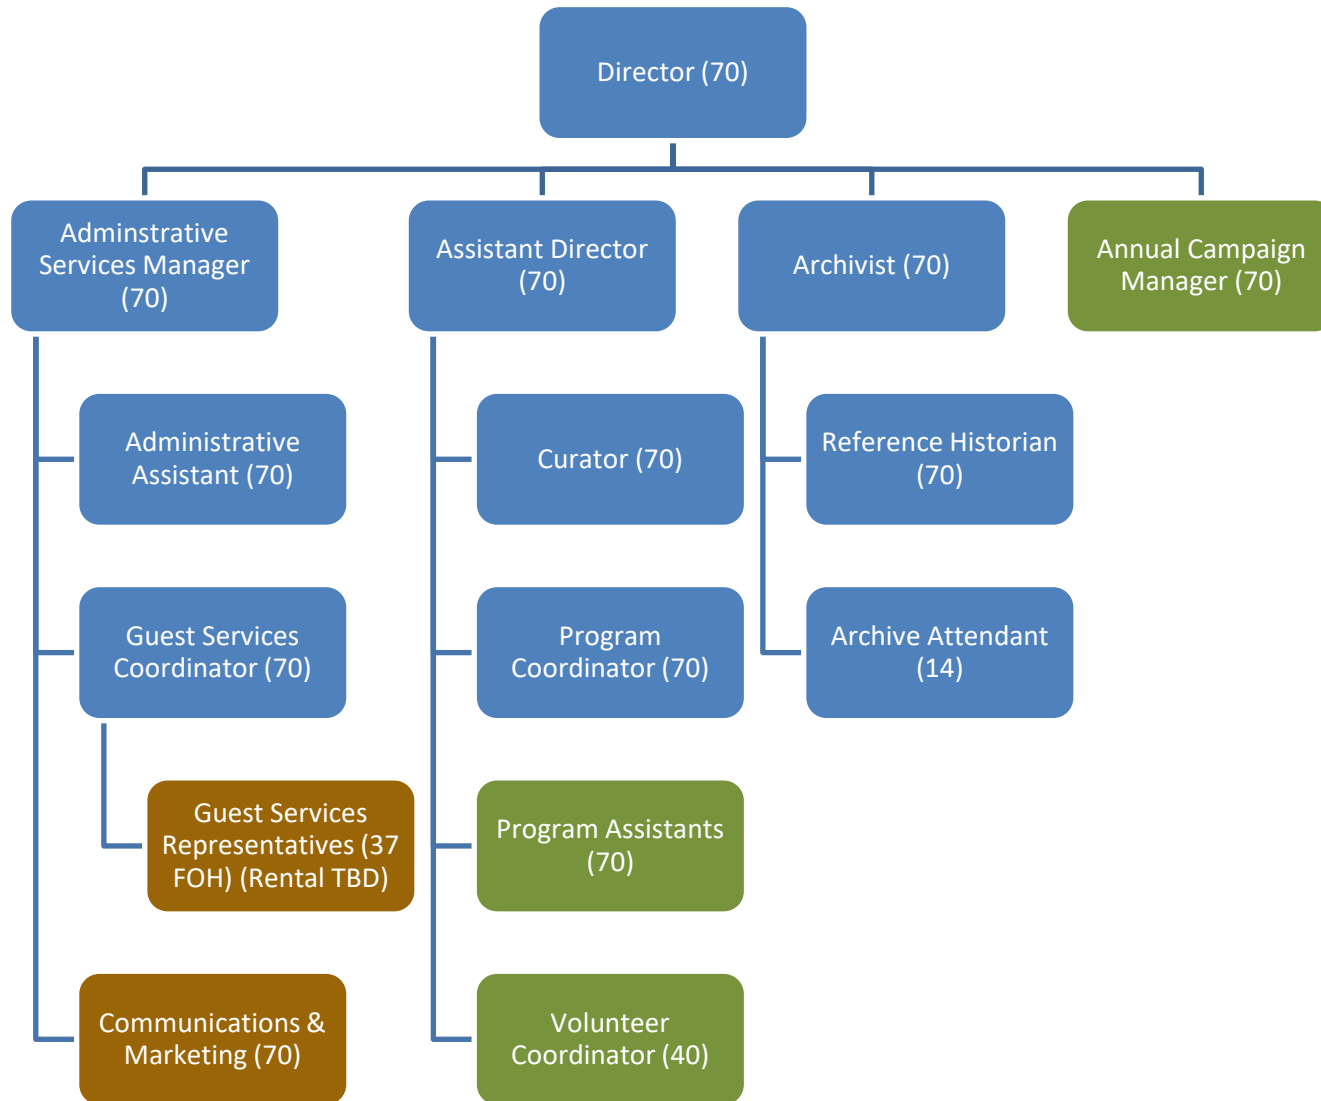 Director (70)
Adminstrative
Services Manager
(70)
Assistant Director
(70)
Archivist (70)
Annual Campaign
Manager (70)
Administrative
Assistant (70)
Curator (70)
Reference Historian
(70)
Guest Services
Coordinator (70)
Program
Coordinator (70)
Archive Attendant
(14)
Guest Services
Representatives (37
FOH) (Rental TBD)
Program Assistants
(70)
Communications &
Marketing (70)
Volunteer
Coordinator (40)